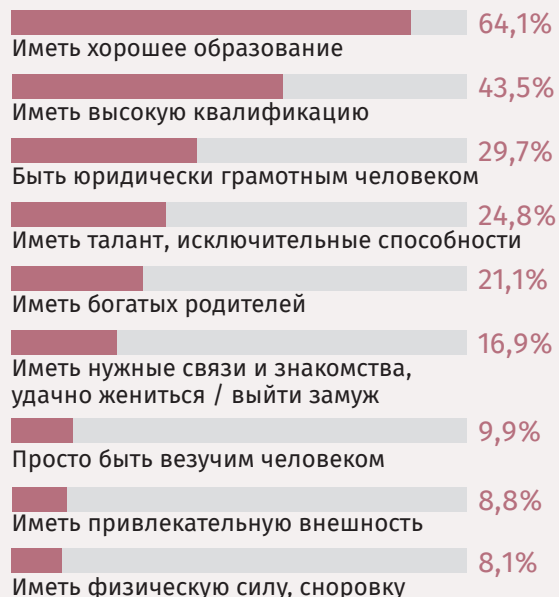 64,1%
Иметь хорошее образование
43,5%
Иметь высокую квалификацию
29,7%
Быть юридически грамотным человеком
24,8%
Иметь талант, исключительные способности
21,1%
Иметь богатых родителей
16,9%
Иметь нужные связи и знакомства,
удачно жениться / выйти замуж
9,9%
Просто быть везучим человеком
8,8%
Иметь привлекательную внешность
8,1%
Иметь физическую силу, сноровку